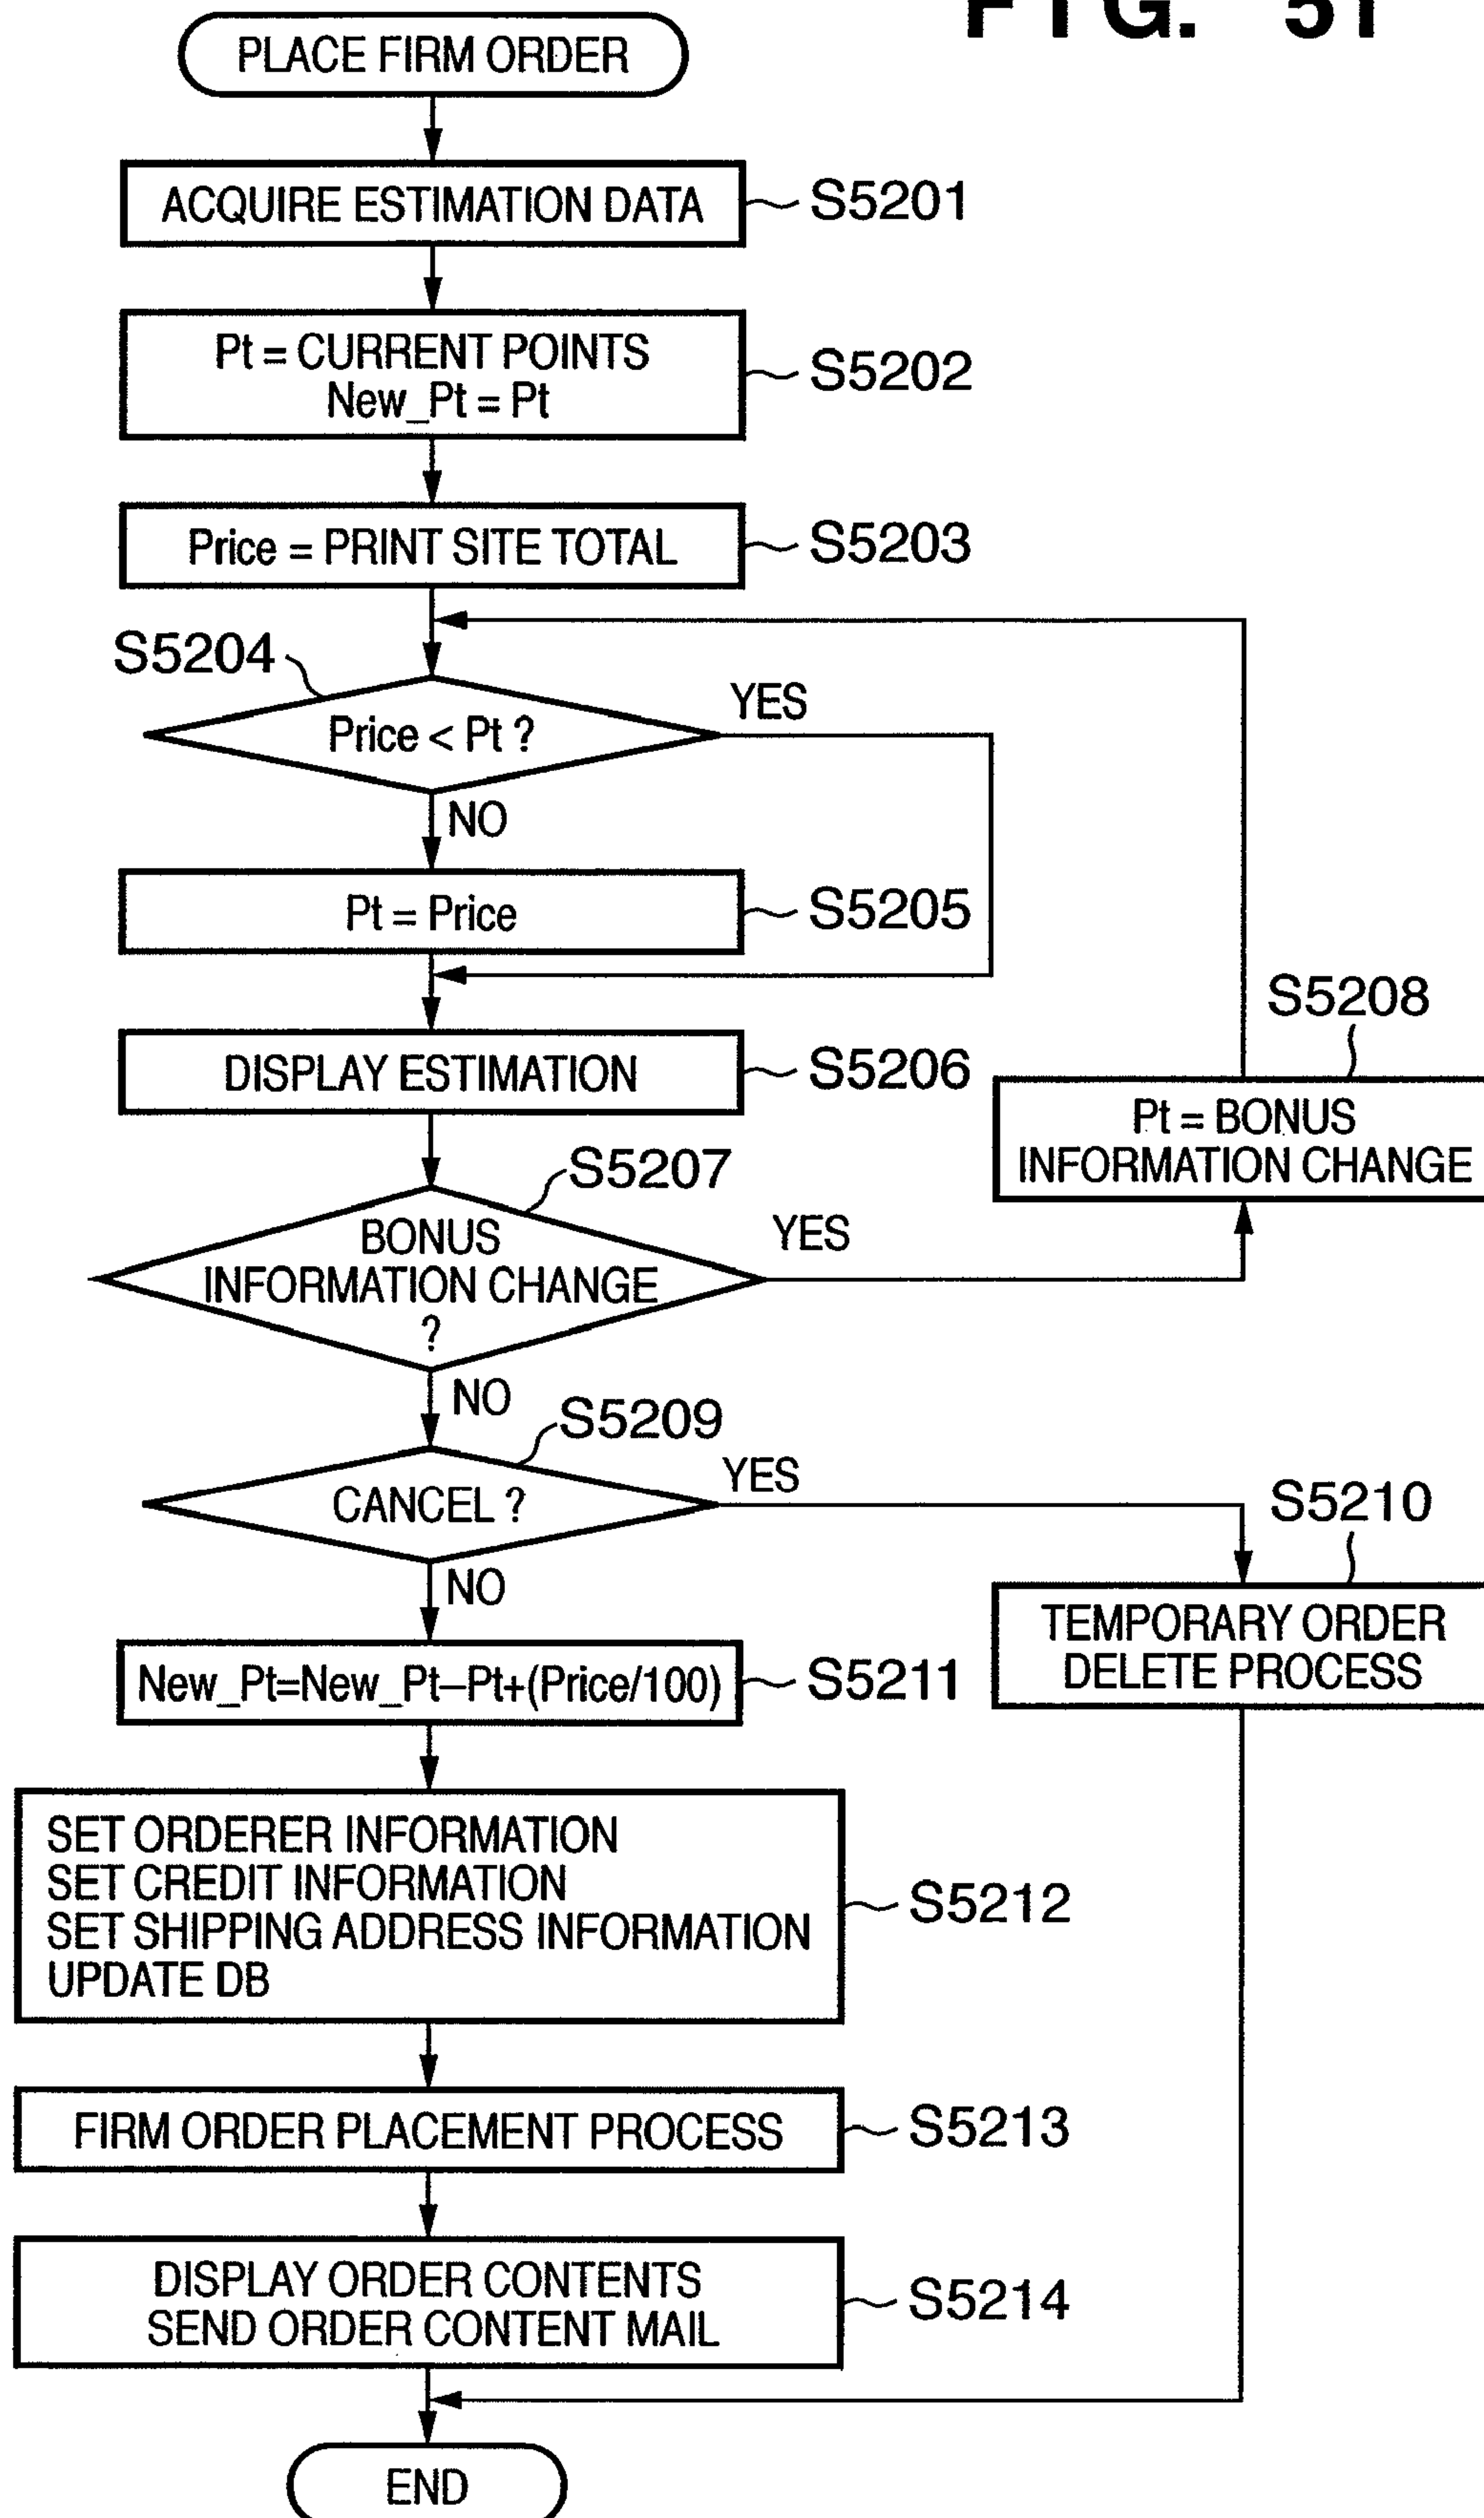 FIG. 51
PLACE FIRM ORDER
ACQUIRE ESTIMATION DATA
S5201
Pt = CURRENT POINTS
New_Pt = Pt
S5202
Price = PRINT SITE TOTAL
S5203
S5204
Price < Pt ?
YES
NO
Pt = Price
S5205
DISPLAY ESTIMATION
S5206
S5208
Pt = BONUS
INFORMATION CHANGE
S5207
BONUS
INFORMATION CHANGE
?
YES
NO
S5209
CANCEL ?
YES
NO
S5210
TEMPORARY ORDER
DELETE PROCESS
New_Pt=New_Pt–Pt+(Price/100)
S5211
SET ORDERER INFORMATION
SET CREDIT INFORMATION
SET SHIPPING ADDRESS INFORMATION
UPDATE DB
S5212
FIRM ORDER PLACEMENT PROCESS
S5213
DISPLAY ORDER CONTENTS
SEND ORDER CONTENT MAIL
S5214
END